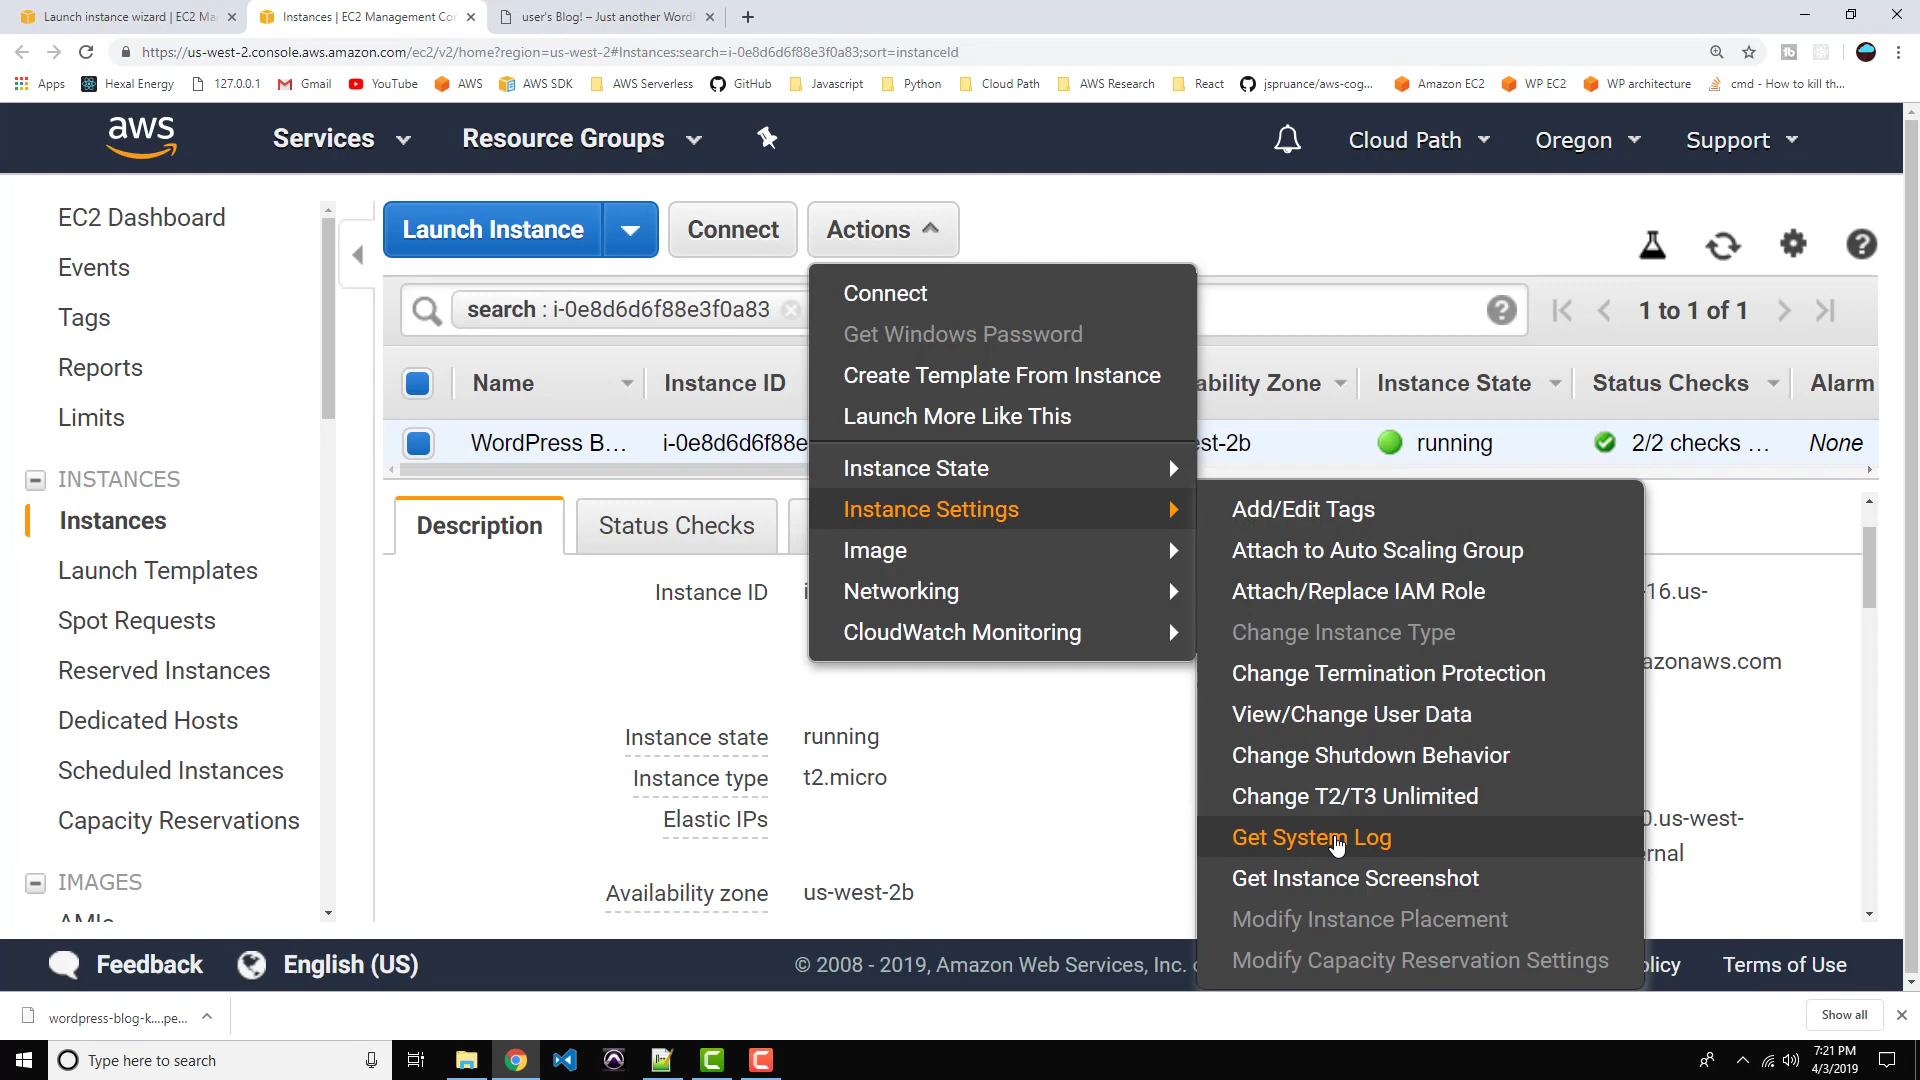 Launch instance wizard | EC2 Ma
Instances | EC2 Management Co
user's Blog! – Just another Word
https://us-west-2.console.aws.amazon.com/ec2/v2/home?region=us-west-2#Instances:search=i-0e8d6d6f88e3f0a83;sort=instanceId
Apps
Hexal Energy
127.0.0.1
Gmail
YouTube
AWS
AWS SDK
AWS Serverless
GitHub
Javascript
Python
Cloud Path
AWS Research
React
jspruance/aws-cog...
Amazon EC2
WP EC2
WP architecture
cmd - How to kill th...
aws
Services
Resource Groups
Cloud Path
Oregon
Support
EC2 Dashboard
Events
Tags
Reports
Limits
INSTANCES
Instances
Launch Templates
Spot Requests
Reserved Instances
Dedicated Hosts
Scheduled Instances
Capacity Reservations
IMAGES
AMIs
Launch Instance
Connect
Actions
search : i-0e8d6d6f88e3f0a83
1 to 1 of 1
Name
Instance ID
ability Zone
Instance State
Status Checks
Alarm
WordPress B...
i-0e8d6d6f88e
st-2b
running
2/2 checks ...
None
Connect
Get Windows Password
Create Template From Instance
Launch More Like This
Instance State
Instance Settings
Image
Networking
CloudWatch Monitoring
Add/Edit Tags
Attach to Auto Scaling Group
Attach/Replace IAM Role
Change Instance Type
Change Termination Protection
View/Change User Data
Change Shutdown Behavior
Change T2/T3 Unlimited
Get System Log
Get Instance Screenshot
Modify Instance Placement
Modify Capacity Reservation Settings
Description
Status Checks
Instance ID
i
-16.us-
azonaws.com
Instance state
running
Instance type
t2.micro
Elastic IPs
0.us-west-
rnal
Availability zone
us-west-2b
Feedback
English (US)
© 2008 - 2019, Amazon Web Services, Inc. o
olicy
Terms of Use
wordpress-blog-k....pe...
Show all
Type here to search
7:21 PM
4/3/2019